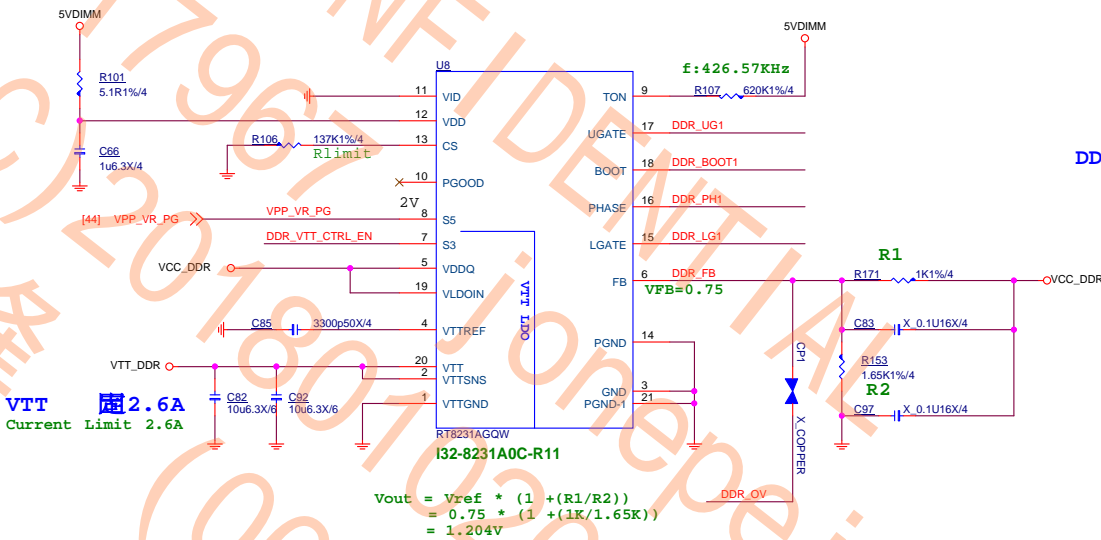 5VDIMM
5VDIMM
R101
5.1R1%/4
C66
1u6.3X/4
U8
f:426.57KHz
11 VID
12 VDD
13 CS
R106 137K1%/4
Rlimit
10 PGOOD
2V
[44] VPP_VR_PG
VPP_VR_PG
8 S5
DDR_VTT_CTRL_EN
7 S3
VCC_DDR
5 VDDQ
19 VLDOIN
C85 3300p50X/4
4 VTTREF
VTT_DDR
20 VTT
2 VTTSNS
1 VTTGND
C82
10u6.3X/6
C92
10u6.3X/6
VTT
2.6A
Current Limit 2.6A
VTT LDO
TON 9
R107 620K1%/4
UGATE 17 DDR_UG1
BOOT 18 DDR_BOOT1
PHASE 16 DDR_PH1
LGATE 15 DDR_LG1
FB 6 DDR_FB
VFB=0.75
PGND 14
GND 3
PGND-1 21
R1
R171 1K1%/4
VCC_DDR
C83 X_0.1U16X/4
R153
1.65K1%/4
R2
C97 X_0.1U16X/4
CP1
X_COPPER
DDR_OV
DD
RT8231AGQW
I32-8231A0C-R11
Vout = Vref * (1 +(R1/R2))
= 0.75 * (1 +(1K/1.65K))
= 1.204V